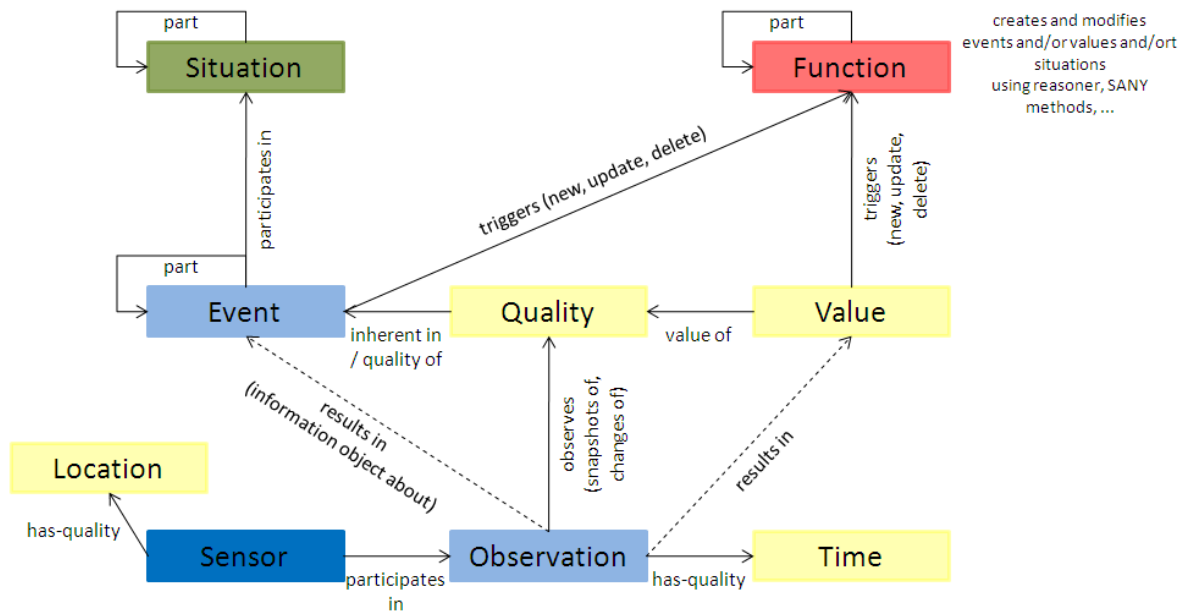 part
part
creates and modifies
events and/or values and/ort
situations
using reasoner, SANY
methods, ...
Situation
Function
participates in
triggers (new, update, delete)
triggers
(new, update,
delete)
part
Event
Quality
Value
inherent in
/ quality of
value of
results in
(information object about)
observes
(snapshots of,
changes of)
results in
Location
has-quality
Sensor
Observation
Time
participates
in
has-quality